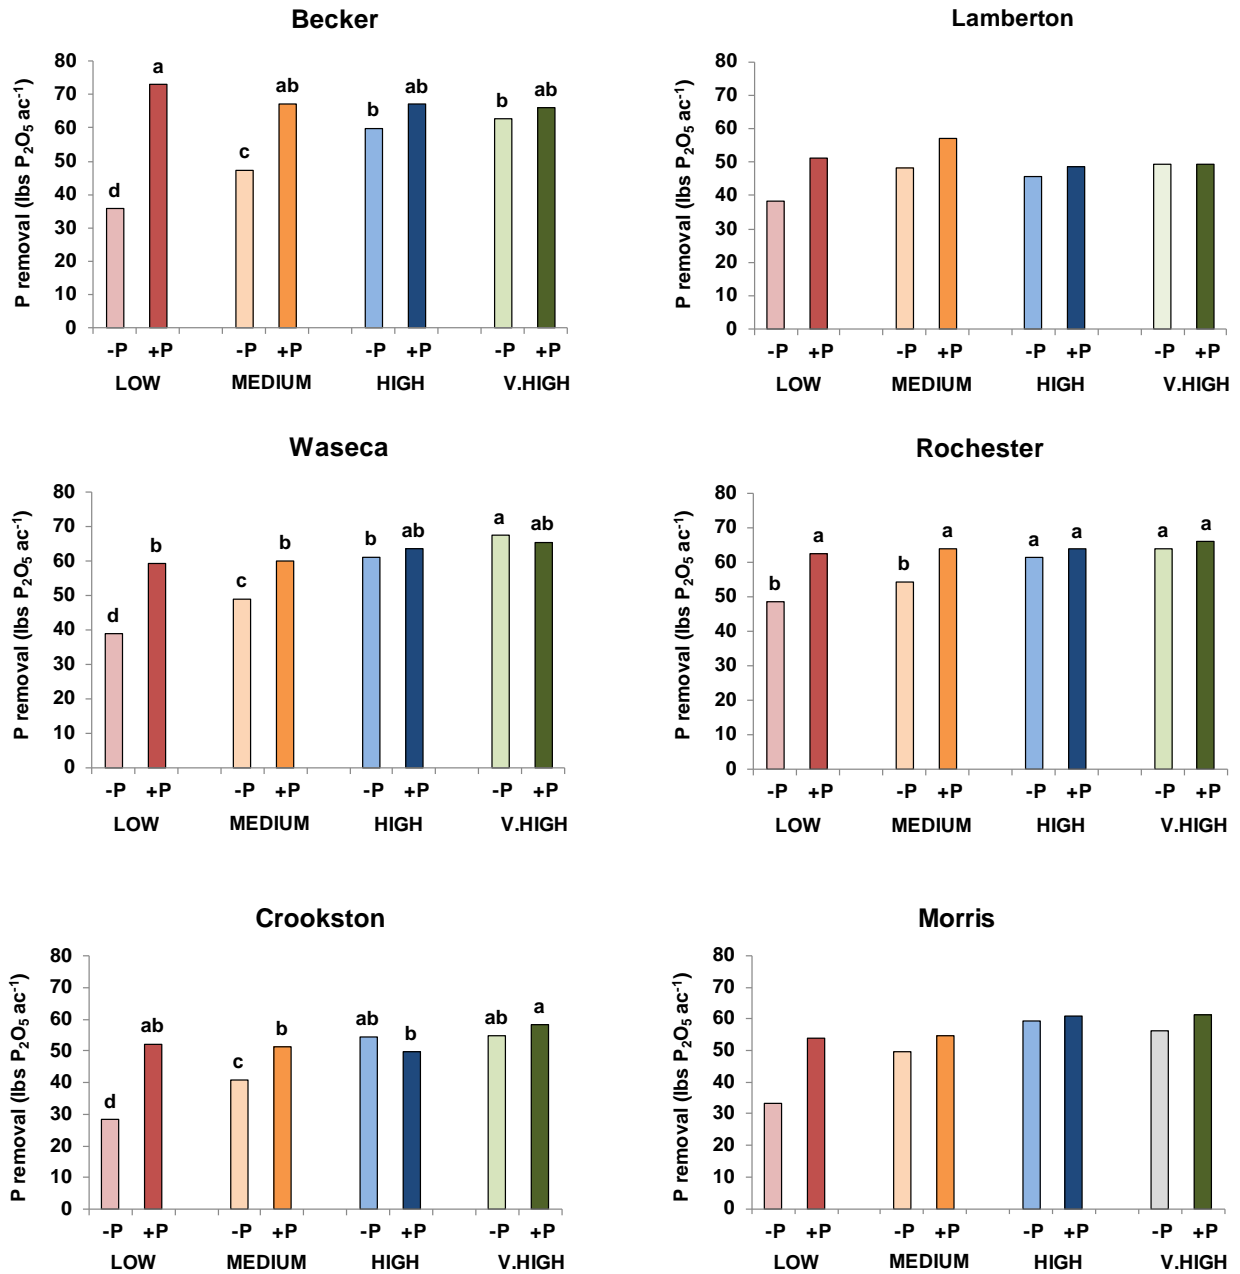 Becker
P removal (lbs P₂O₅ ac⁻¹)
80
70
60
50
40
30
20
10
0
d a c ab b ab b ab
-P +P -P +P -P +P -P +P
LOW MEDIUM HIGH V.HIGH
Lamberton
P removal (lbs P₂O₅ ac⁻¹)
80
70
60
50
40
30
20
10
0
-P +P -P +P -P +P -P +P
LOW MEDIUM HIGH V.HIGH
Waseca
P removal (lbs P₂O₅ ac⁻¹)
80
70
60
50
40
30
20
10
0
d b c b b ab a ab
-P +P -P +P -P +P -P +P
LOW MEDIUM HIGH V.HIGH
Rochester
P removal (lbs P₂O₅ ac⁻¹)
80
70
60
50
40
30
20
10
0
b a b a a a a a
-P +P -P +P -P +P -P +P
LOW MEDIUM HIGH V.HIGH
Crookston
P removal (lbs P₂O₅ ac⁻¹)
80
70
60
50
40
30
20
10
0
d ab c b ab b ab a
-P +P -P +P -P +P -P +P
LOW MEDIUM HIGH V.HIGH
Morris
P removal (lbs P₂O₅ ac⁻¹)
80
70
60
50
40
30
20
10
0
-P +P -P +P -P +P -P +P
LOW MEDIUM HIGH V.HIGH